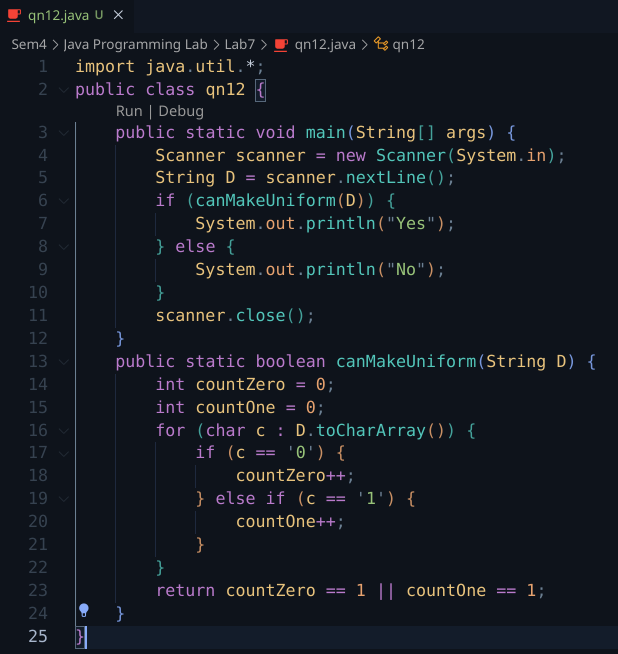 qn12.java U ×
Sem4 > Java Programming Lab > Lab7 > qn12.java > qn12
1 import java.util.*;
2 public class qn12 {
Run | Debug
3     public static void main(String[] args) {
4         Scanner scanner = new Scanner(System.in);
5         String D = scanner.nextLine();
6         if (canMakeUniform(D)) {
7             System.out.println("Yes");
8         } else {
9             System.out.println("No");
10         }
11         scanner.close();
12     }
13     public static boolean canMakeUniform(String D) {
14         int countZero = 0;
15         int countOne = 0;
16         for (char c : D.toCharArray()) {
17             if (c == '0') {
18                 countZero++;
19             } else if (c == '1') {
20                 countOne++;
21             }
22         }
23         return countZero == 1 || countOne == 1;
24     }
25 }